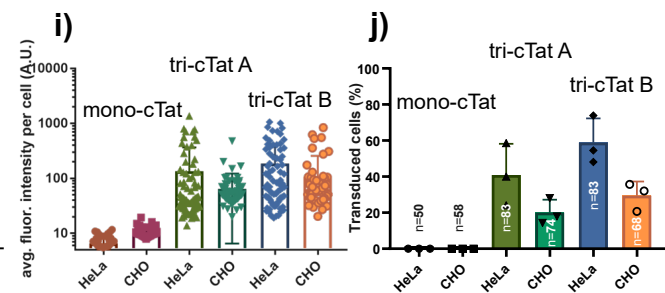 i)
tri-cTat A
mono-cTat
tri-cTat B
avg. fluor. intensity per cell (A.U.)
10000
1000
100
10
HeLa
CHO
HeLa
CHO
HeLa
CHO
j)
tri-cTat A
mono-cTat
tri-cTat B
Transduced cells (%)
100
80
60
40
20
0
n=50
n=58
n=83
n=74
n=83
n=68
HeLa
CHO
HeLa
CHO
HeLa
CHO